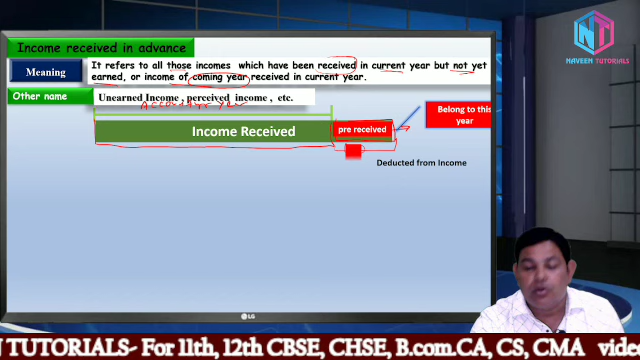 Income received in advance
NAVEEN TUTORIALS
Meaning
It refers to all those incomes which have been received in current year but not yet
earned, or income of coming year received in current year.
Other name
Unearned Income, perceived income , etc.
Income Received
pre received
Belong to this
year
Deducted from Income
LG
N TUTORIALS- For 11th, 12th CBSE, CHSE, B.com.CA, CS, CMA video